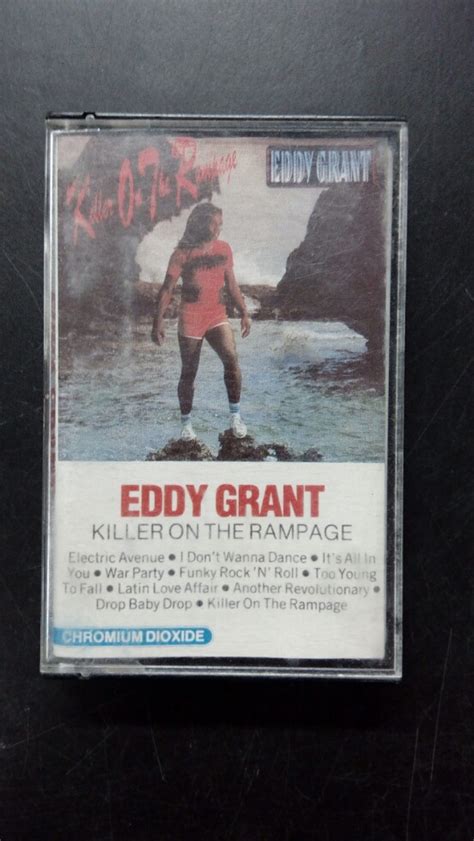 Killer On The Rampage
EDDY GRANT
EDDY GRANT
KILLER ON THE RAMPAGE
Electric Avenue • I Don't Wanna Dance • It's All In
You • War Party • Funky Rock 'N' Roll • Too Young
To Fall • Latin Love Affair • Another Revolutionary •
Drop Baby Drop • Killer On The Rampage
CHROMIUM DIOXIDE